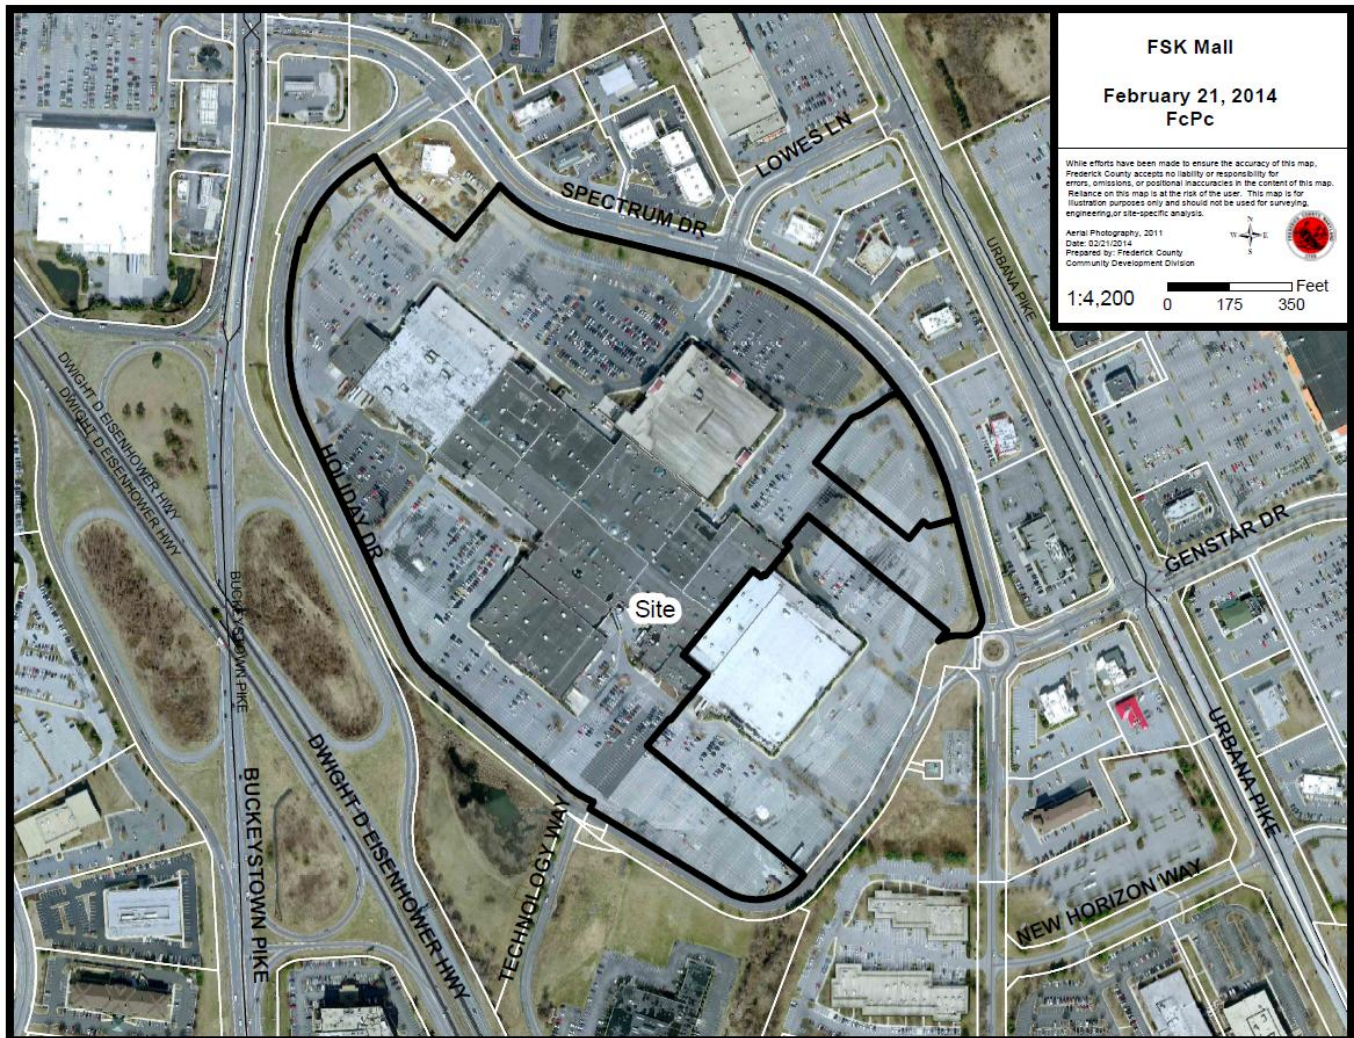 FSK Mall
February 21, 2014
FcPc
While efforts have been made to ensure the accuracy of this map,
Frederick County accepts no liability or responsibility for
errors, omissions, or positional inaccuracies in the content of this map.
Reliance on this map is at the risk of the user. This map is for
illustration purposes only and should not be used for surveying,
engineering,or site-specific analysis.
Aerial Photography, 2011
Date: 02/21/2014
Prepared by: Frederick County
Community Development Division
N
W E
S
1:4,200
Feet
0 175 350
LOWES LN
SPECTRUM DR
URBANA PIKE
DWIGHT D EISENHOWER HWY
DWIGHT D EISENHOWER HWY
HOLIDAY DR
GENSTAR DR
BUCKEYSTOWN PIKE
Site
URBANA PIKE
DWIGHT D EISENHOWER HWY
BUCKEYSTOWN PIKE
TECHNOLOGY WAY
NEW HORIZON WAY